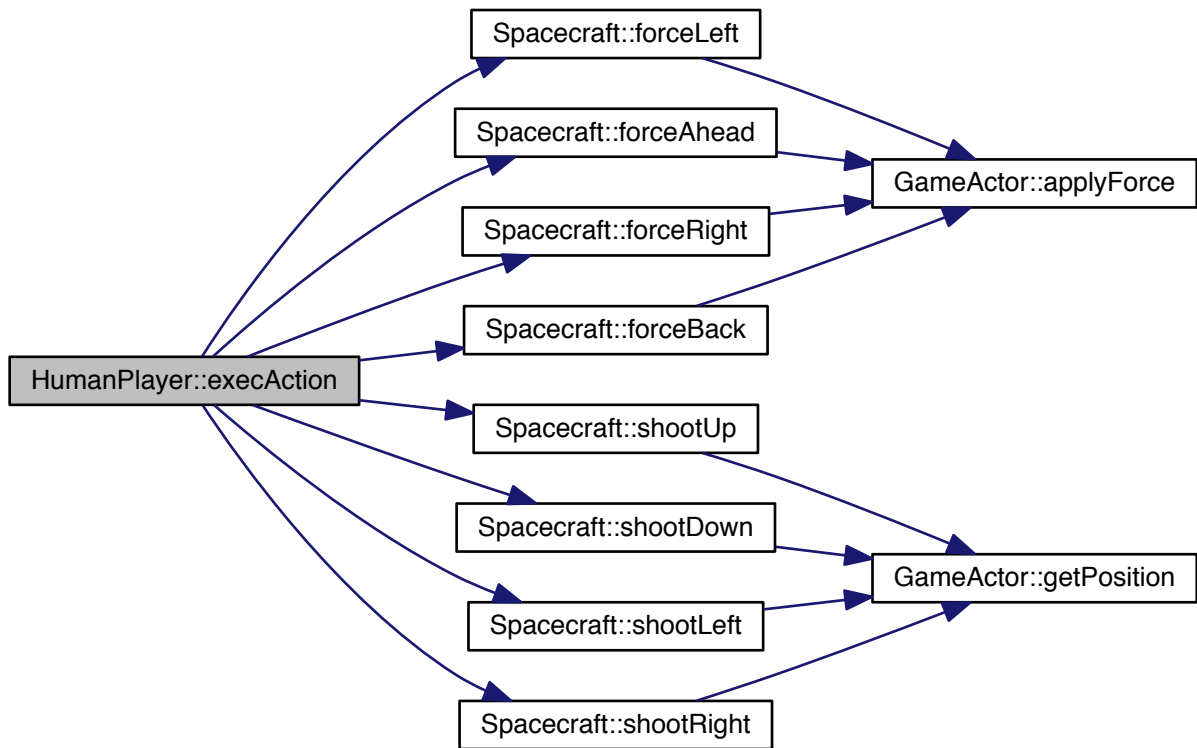 Spacecraft::forceLeft
Spacecraft::forceAhead
GameActor::applyForce
Spacecraft::forceRight
Spacecraft::forceBack
HumanPlayer::execAction
Spacecraft::shootUp
Spacecraft::shootDown
GameActor::getPosition
Spacecraft::shootLeft
Spacecraft::shootRight